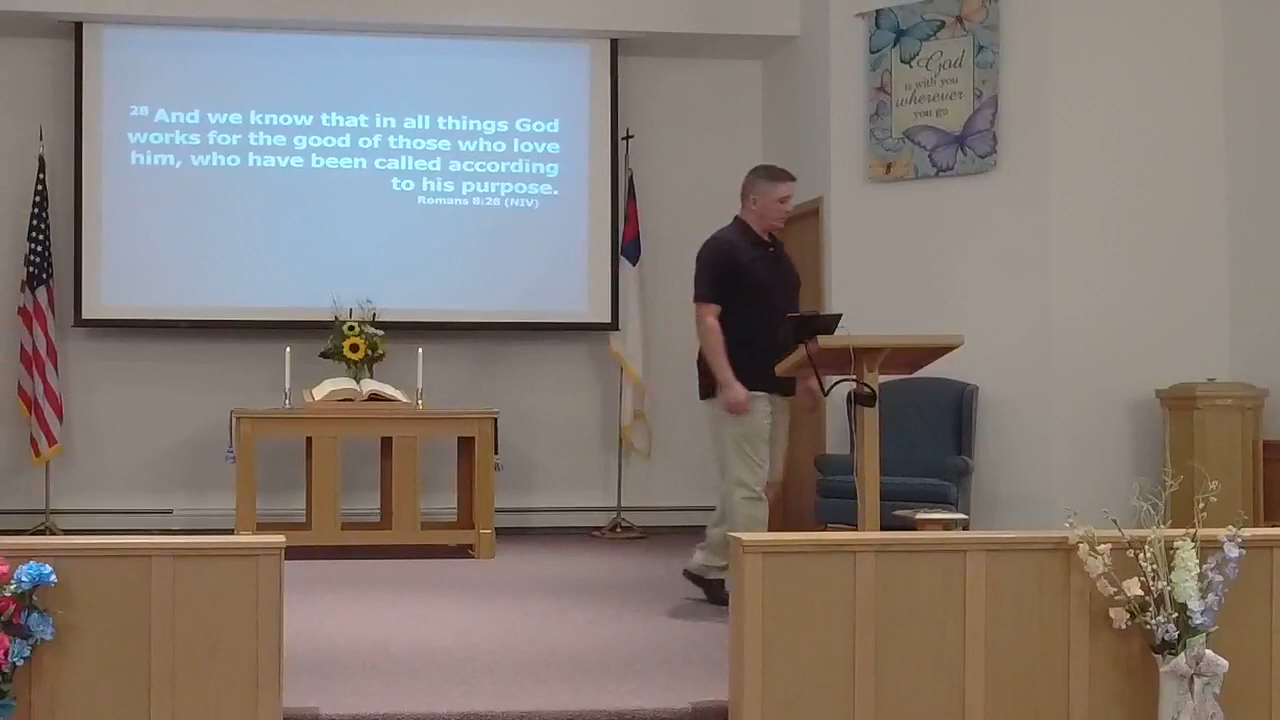 28 And we know that in all things God
works for the good of those who love
him, who have been called according
to his purpose.
Romans 8:28 (NIV)
God
is with you
wherever
you go